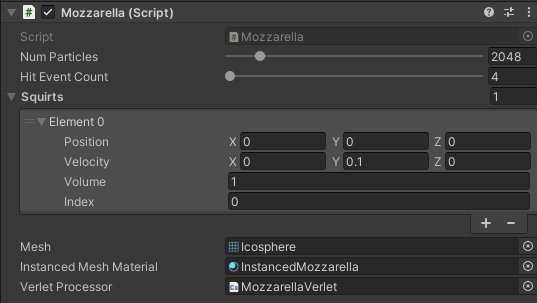 Mozzarella (Script)
Script Mozzarella
Num Particles 2048
Hit Event Count 4
Squirts 1
Element 0
Position X 0 Y 0 Z 0
Velocity X 0 Y 0.1 Z 0
Volume 1
Index 0
Mesh Icosphere
Instanced Mesh Material InstancedMozzarella
Verlet Processor MozzarellaVerlet